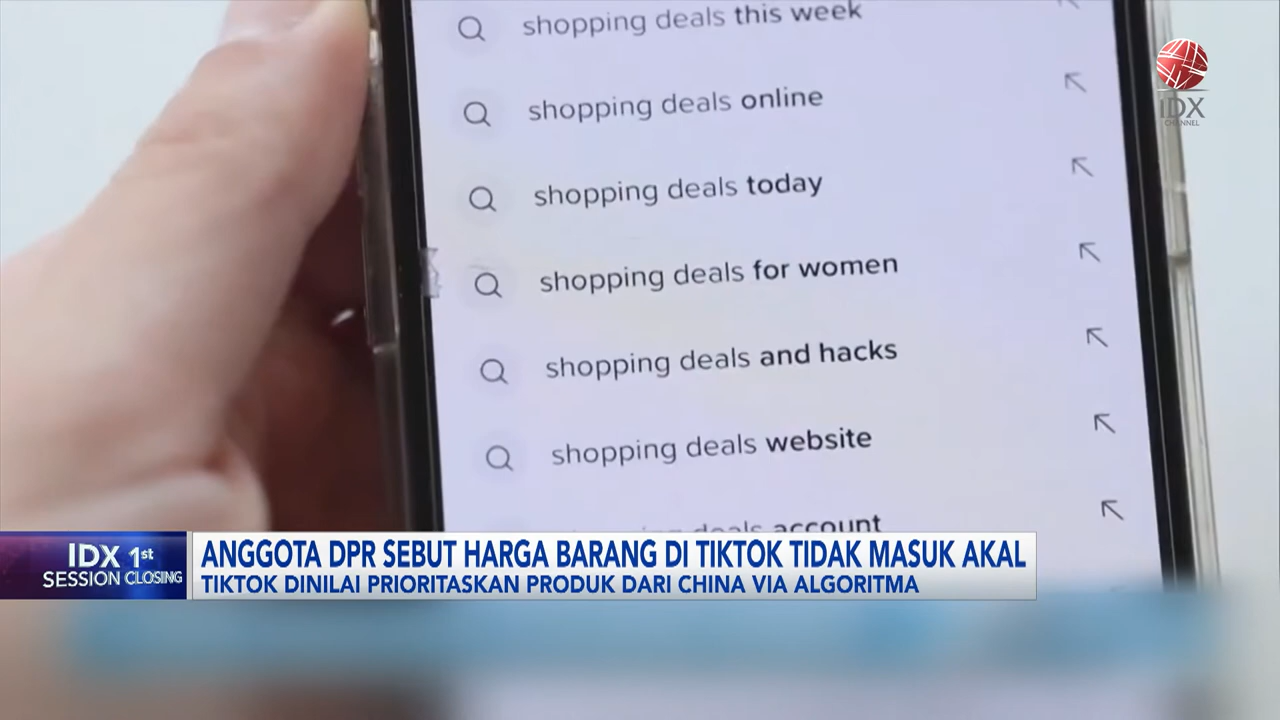 shopping deals this week
IDX
CHANNEL
shopping deals online
shopping deals today
shopping deals for women
shopping deals and hacks
shopping deals website
deals account
IDX 1st
SESSION CLOSING
ANGGOTA DPR SEBUT HARGA BARANG DI TIKTOK TIDAK MASUK AKAL
TIKTOK DINILAI PRIORITASKAN PRODUK DARI CHINA VIA ALGORITMA